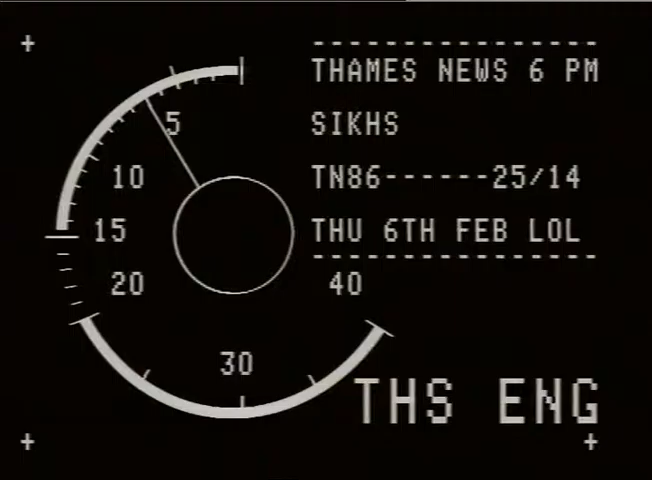 THAMES NEWS 6 PM
SIKHS
TN86------25/14
THU 6TH FEB LOL
5
10
15
20
30
40
THS ENG